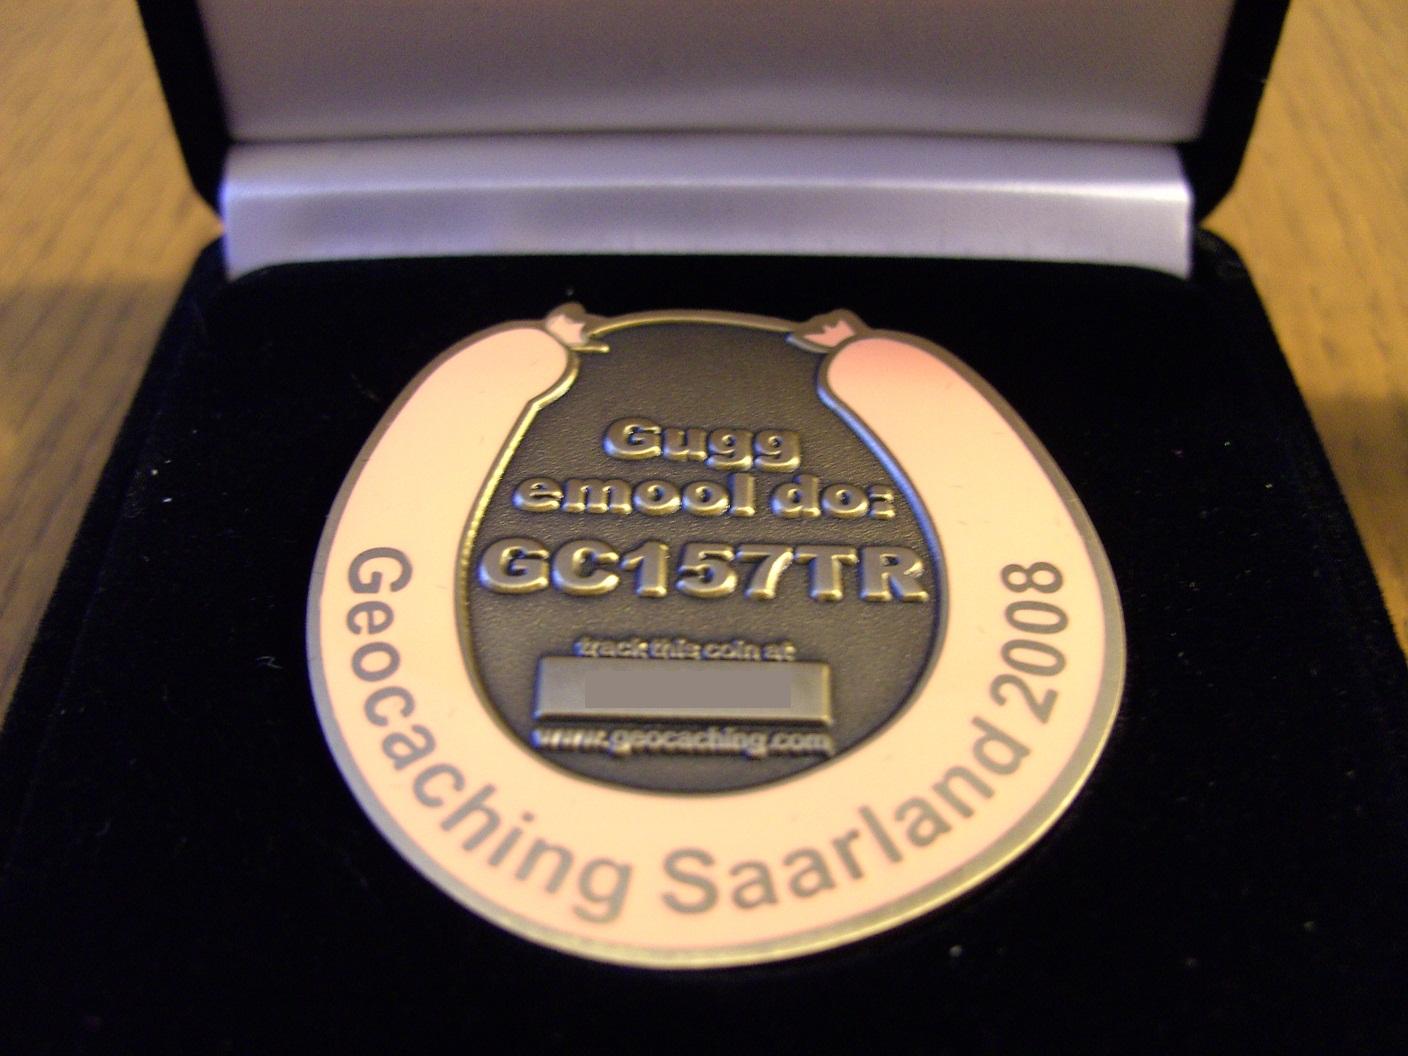 Gugg
emool do:
GC157TR
track this coin at
www.geocaching.com
Geocaching Saarland 2008